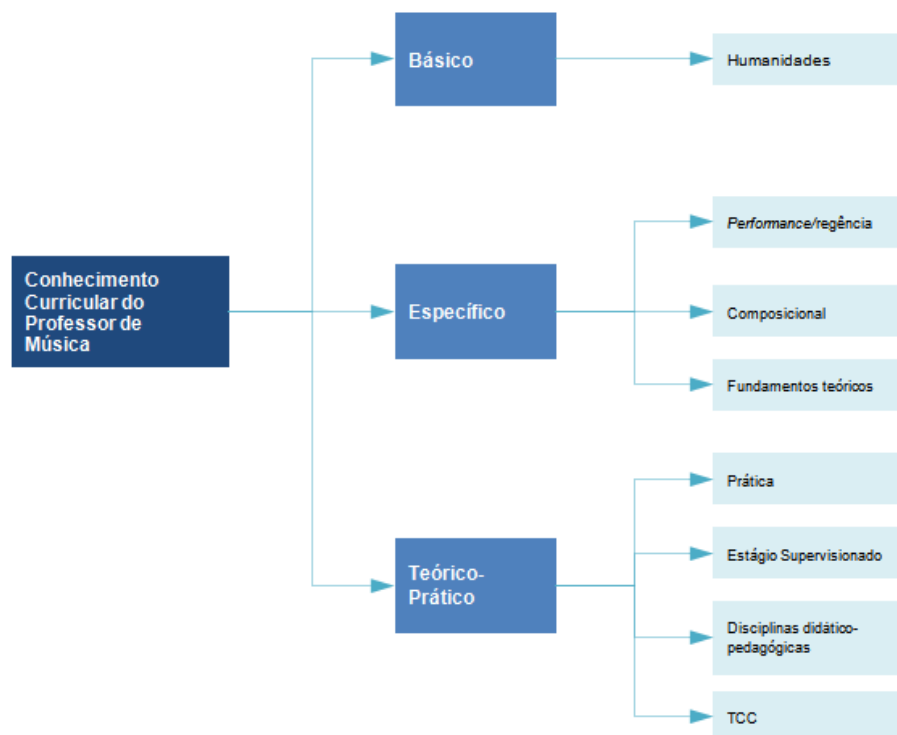 Conhecimento
Curricular do
Professor de
Música
Básico
Humanidades
Específico
Performance/regência
Composicional
Fundamentos teóricos
Teórico-
Prático
Prática
Estágio Supervisionado
Disciplinas didático-
pedagógicas
TCC